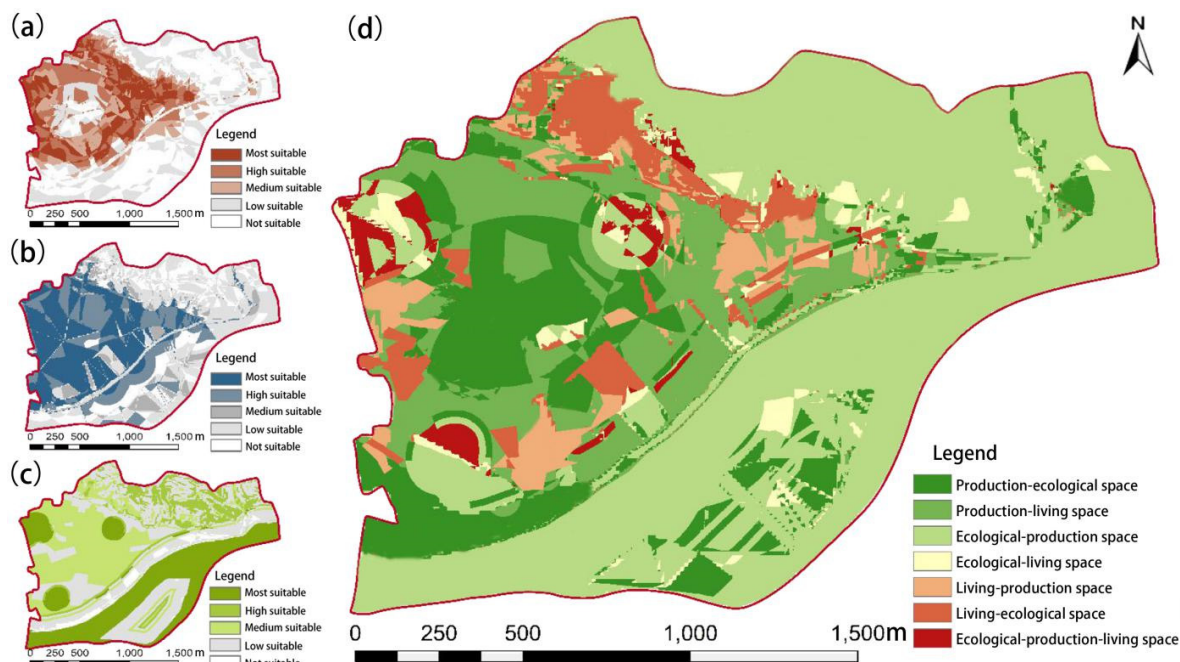 (a)
Legend
Most suitable
High suitable
Medium suitable
Low suitable
Not suitable
0 250 500 1,000 1,500 m
(b)
Legend
Most suitable
High suitable
Medium suitable
Low suitable
Not suitable
0 250 500 1,000 1,500 m
(c)
Legend
Most suitable
High suitable
Medium suitable
Low suitable
Not suitable
0 250 500 1,000 1,500 m
(d)
N
Legend
Production-ecological space
Production-living space
Ecological-production space
Ecological-living space
Living-production space
Living-ecological space
Ecological-production-living space
0 250 500 1,000 1,500m